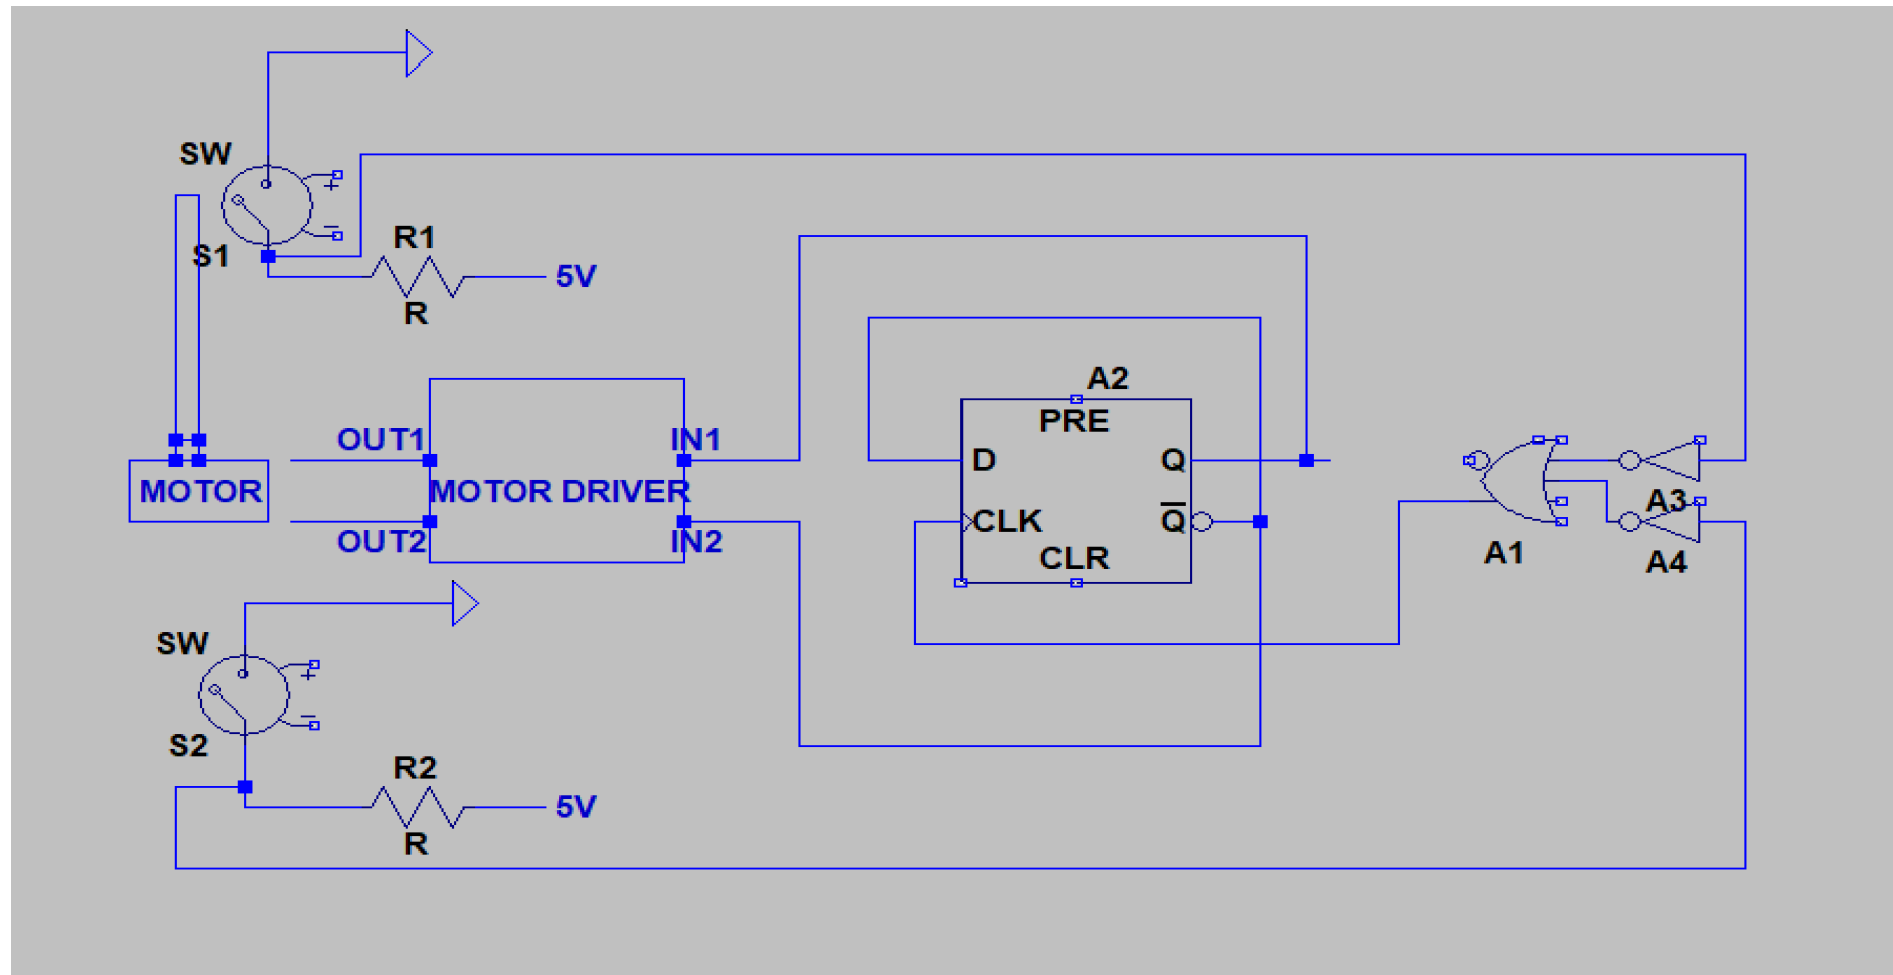 SW
+
−
S1
R1
5V
R
A2
PRE
OUT1
IN1
D
Q
MOTOR
MOTOR DRIVER
A3
CLK
Q̅
OUT2
IN2
CLR
A1
A4
SW
+
−
S2
R2
5V
R